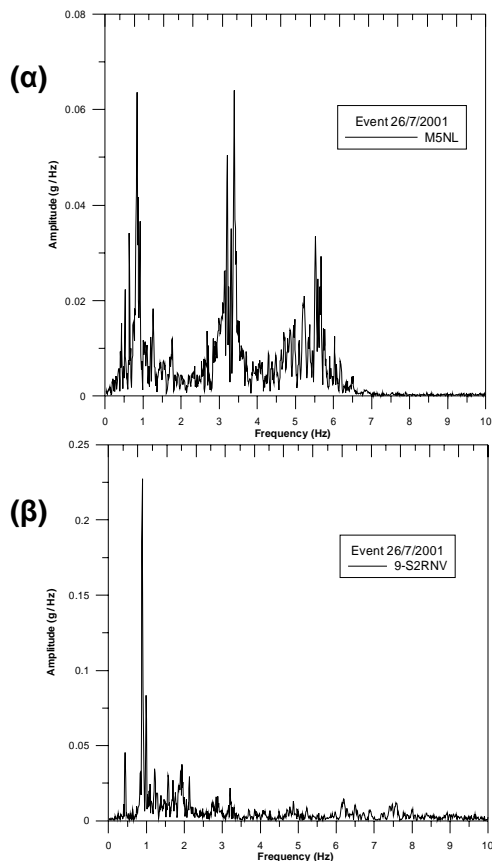 (α)
0.08
0.06
0.04
0.02
0
Amplitude (g / Hz)
Event 26/7/2001
M5NL
0 1 2 3 4 5 6 7 8 9 10
Frequency (Hz)
(β)
0.25
0.2
0.15
0.1
0.05
0
Amplitude (g / Hz)
Event 26/7/2001
9-S2RNV
0 1 2 3 4 5 6 7 8 9 10
Frequency (Hz)